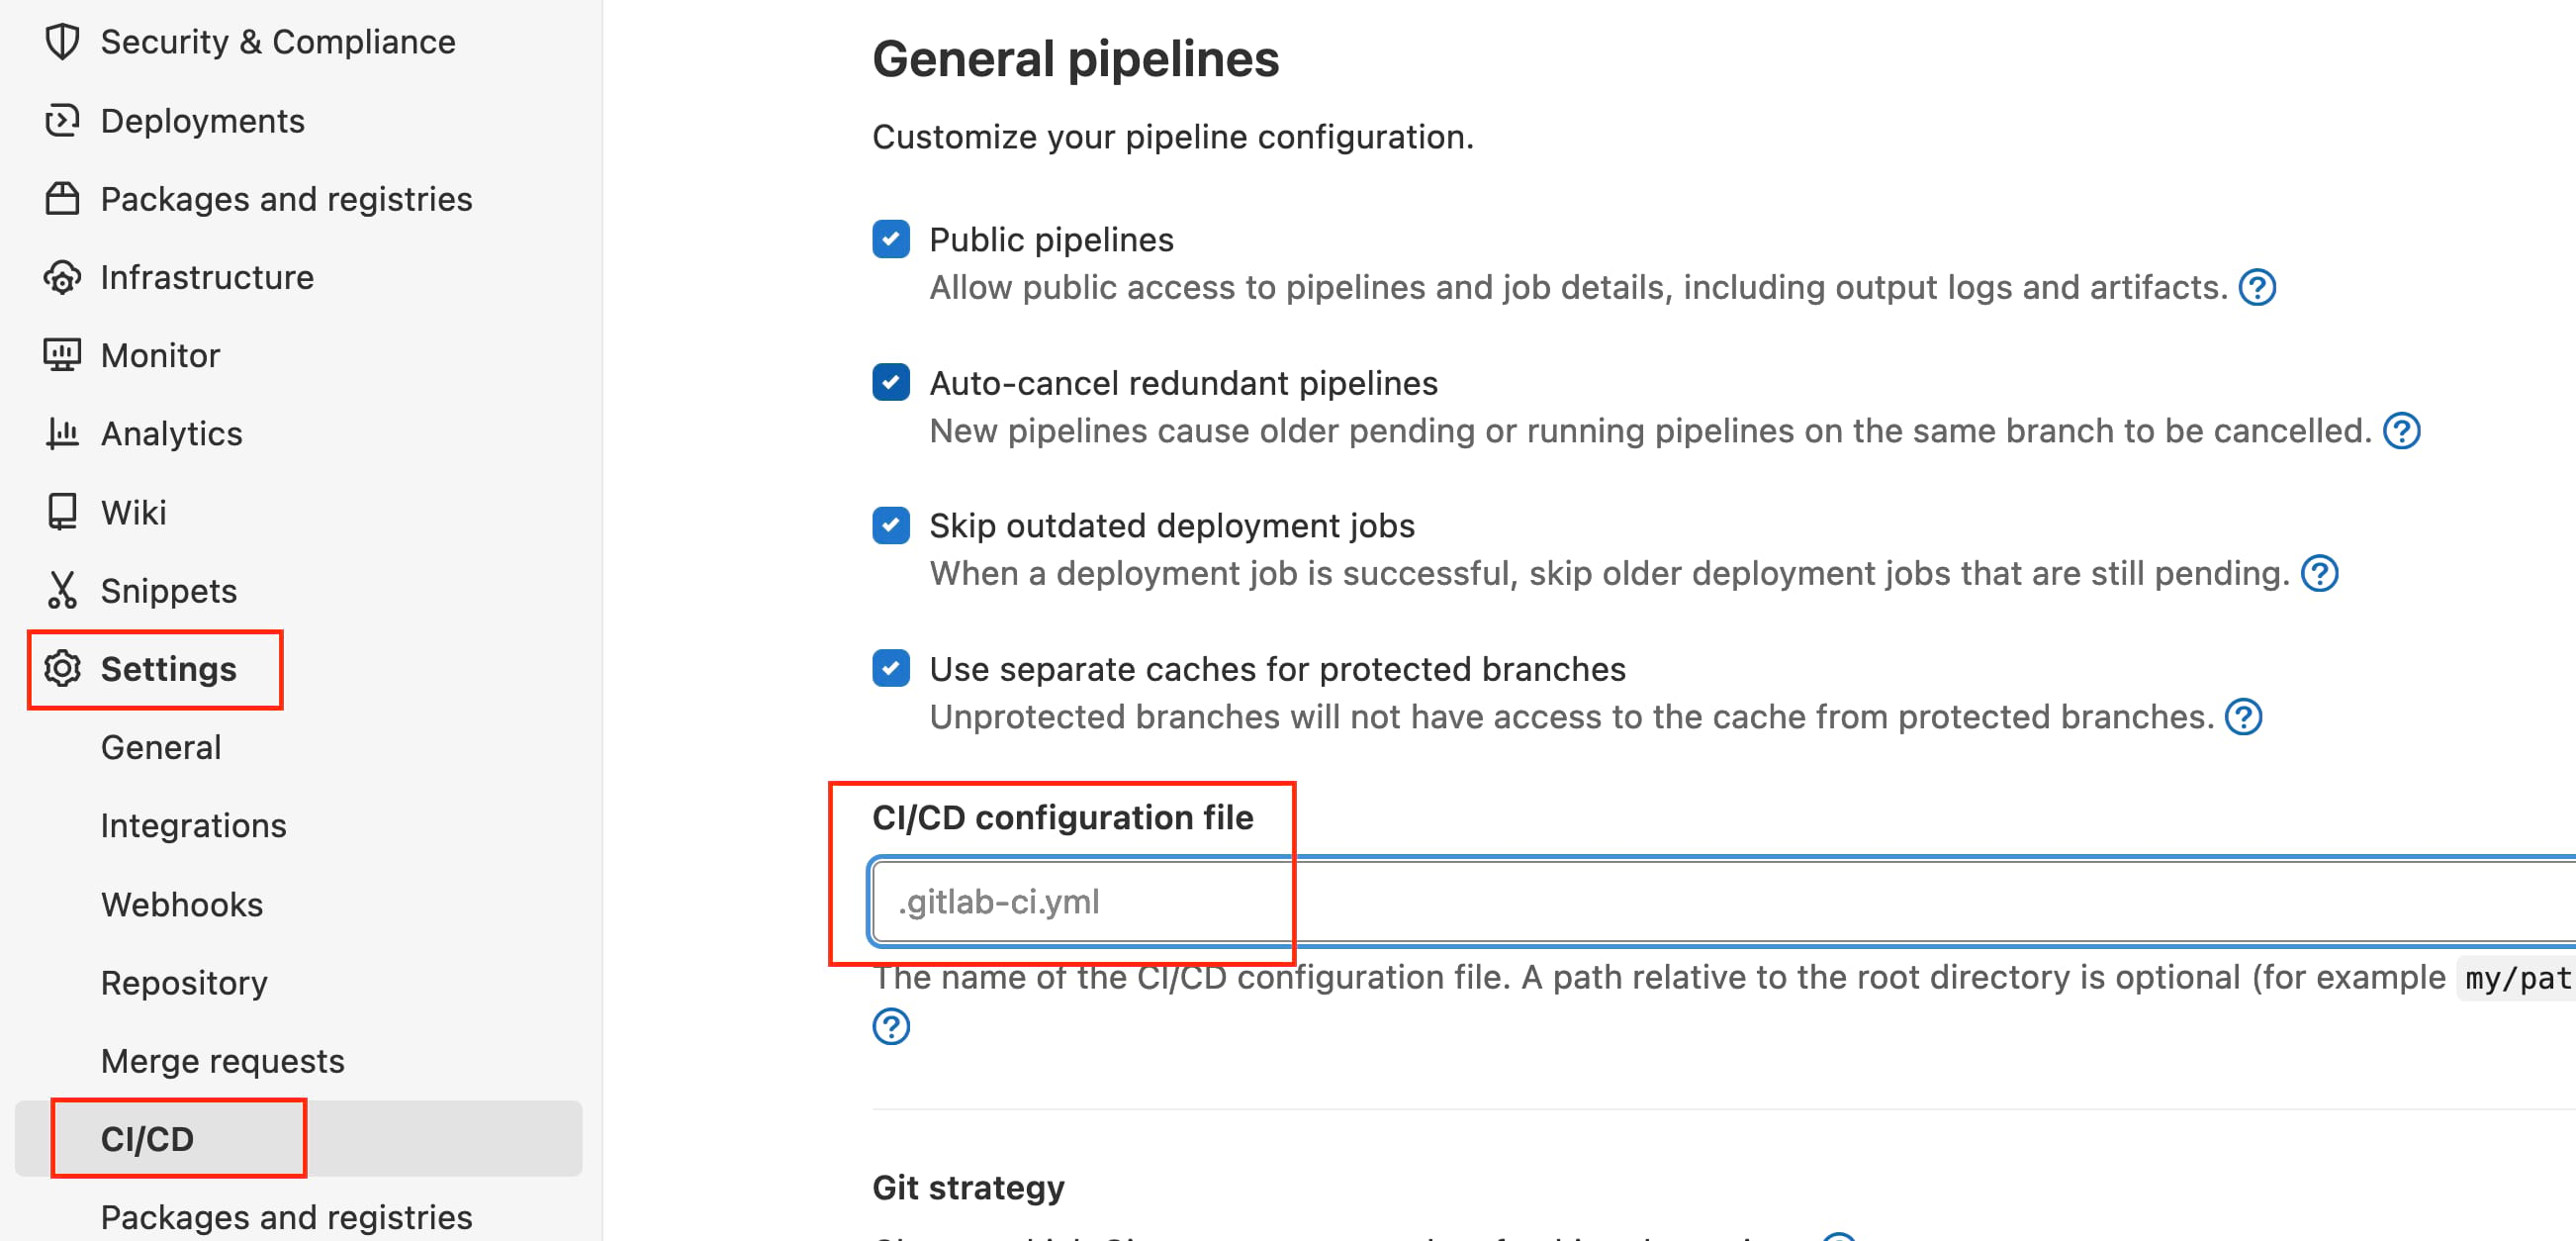 Security & Compliance
Deployments
Packages and registries
Infrastructure
Monitor
Analytics
Wiki
Snippets
Settings
General
Integrations
Webhooks
Repository
Merge requests
CI/CD
Packages and registries
General pipelines
Customize your pipeline configuration.
Public pipelines
Allow public access to pipelines and job details, including output logs and artifacts.
Auto-cancel redundant pipelines
New pipelines cause older pending or running pipelines on the same branch to be cancelled.
Skip outdated deployment jobs
When a deployment job is successful, skip older deployment jobs that are still pending.
Use separate caches for protected branches
Unprotected branches will not have access to the cache from protected branches.
CI/CD configuration file
.gitlab-ci.yml
The name of the CI/CD configuration file. A path relative to the root directory is optional (for example my/pat
Git strategy